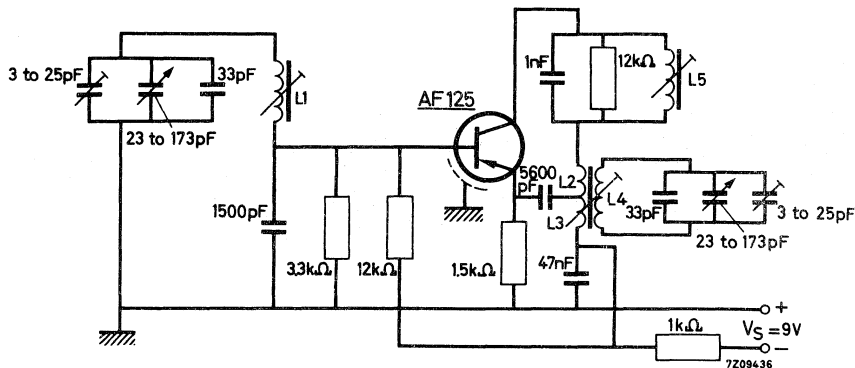 3 to 25pF
33pF
L1
23 to 173pF
1500pF
3.3kΩ
12kΩ
AF125
1nF
12kΩ
L5
5600
pF
L2
L4
L3
33pF
3 to 25pF
23 to 173pF
1.5kΩ
47nF
+
1kΩ
VS = 9V
−
7Z09436